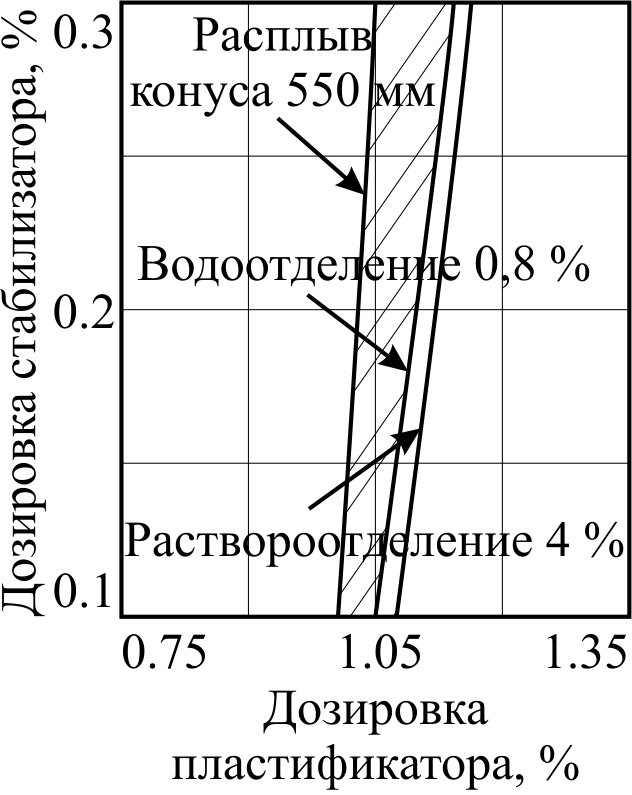 Дозировка стабилизатора, %
0.3
0.2
0.1
Расплыв
конуса 550 мм
Водоотделение 0,8 %
Раствороотделение 4 %
0.75
1.05
1.35
Дозировка
пластификатора, %